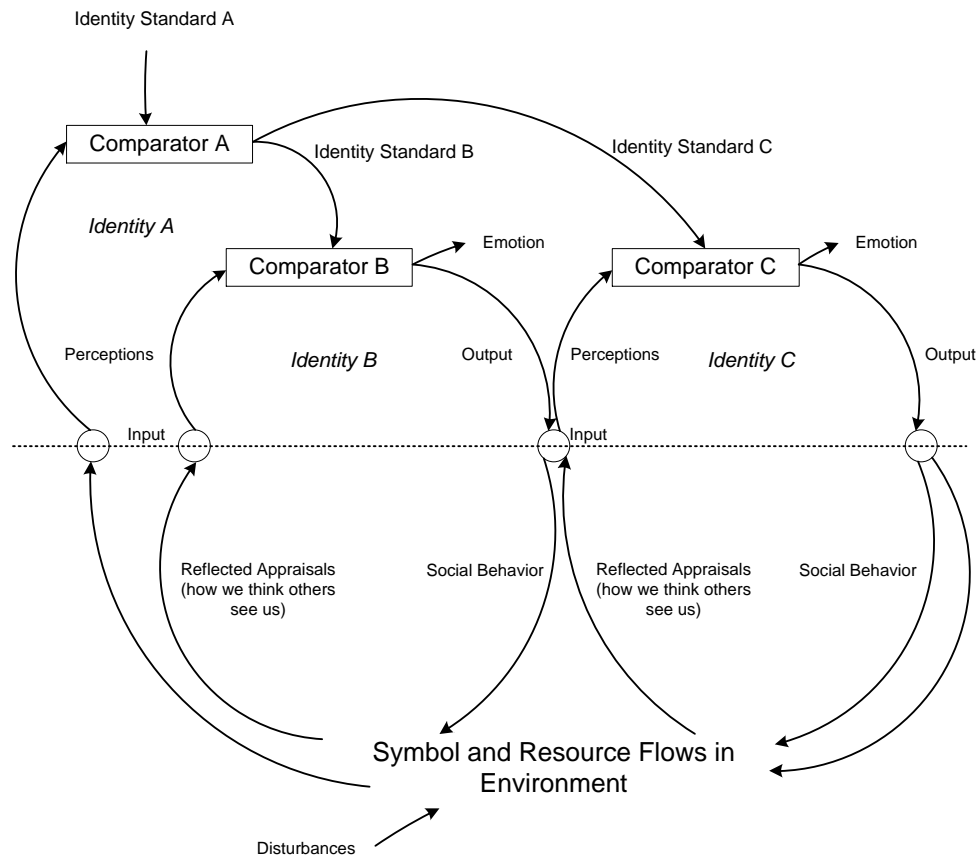 Identity Standard A
Comparator A
Identity Standard B
Identity Standard C
Identity A
Emotion
Emotion
Comparator B
Comparator C
Perceptions
Identity B
Output
Perceptions
Identity C
Output
Input
Input
Reflected Appraisals
(how we think others
see us)
Social Behavior
Reflected Appraisals
(how we think others
see us)
Social Behavior
Symbol and Resource Flows in
Environment
Disturbances